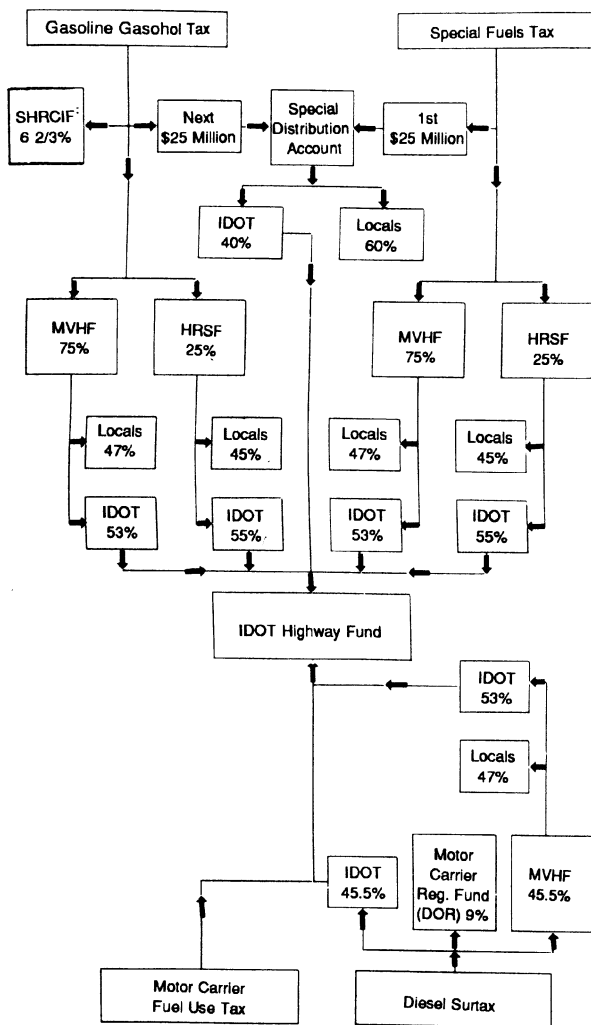 Gasoline Gasohol Tax
Special Fuels Tax
SHRCIF
6 2/3%
Next
$25 Million
Special
Distribution
Account
1st
$25 Million
IDOT
40%
Locals
60%
MVHF
75%
HRSF
25%
MVHF
75%
HRSF
25%
Locals
47%
Locals
45%
Locals
47%
Locals
45%
IDOT
53%
IDOT
55%
IDOT
53%
IDOT
55%
IDOT Highway Fund
IDOT
53%
Locals
47%
IDOT
45.5%
Motor
Carrier
Reg. Fund
(DOR) 9%
MVHF
45.5%
Motor Carrier
Fuel Use Tax
Diesel Surtax